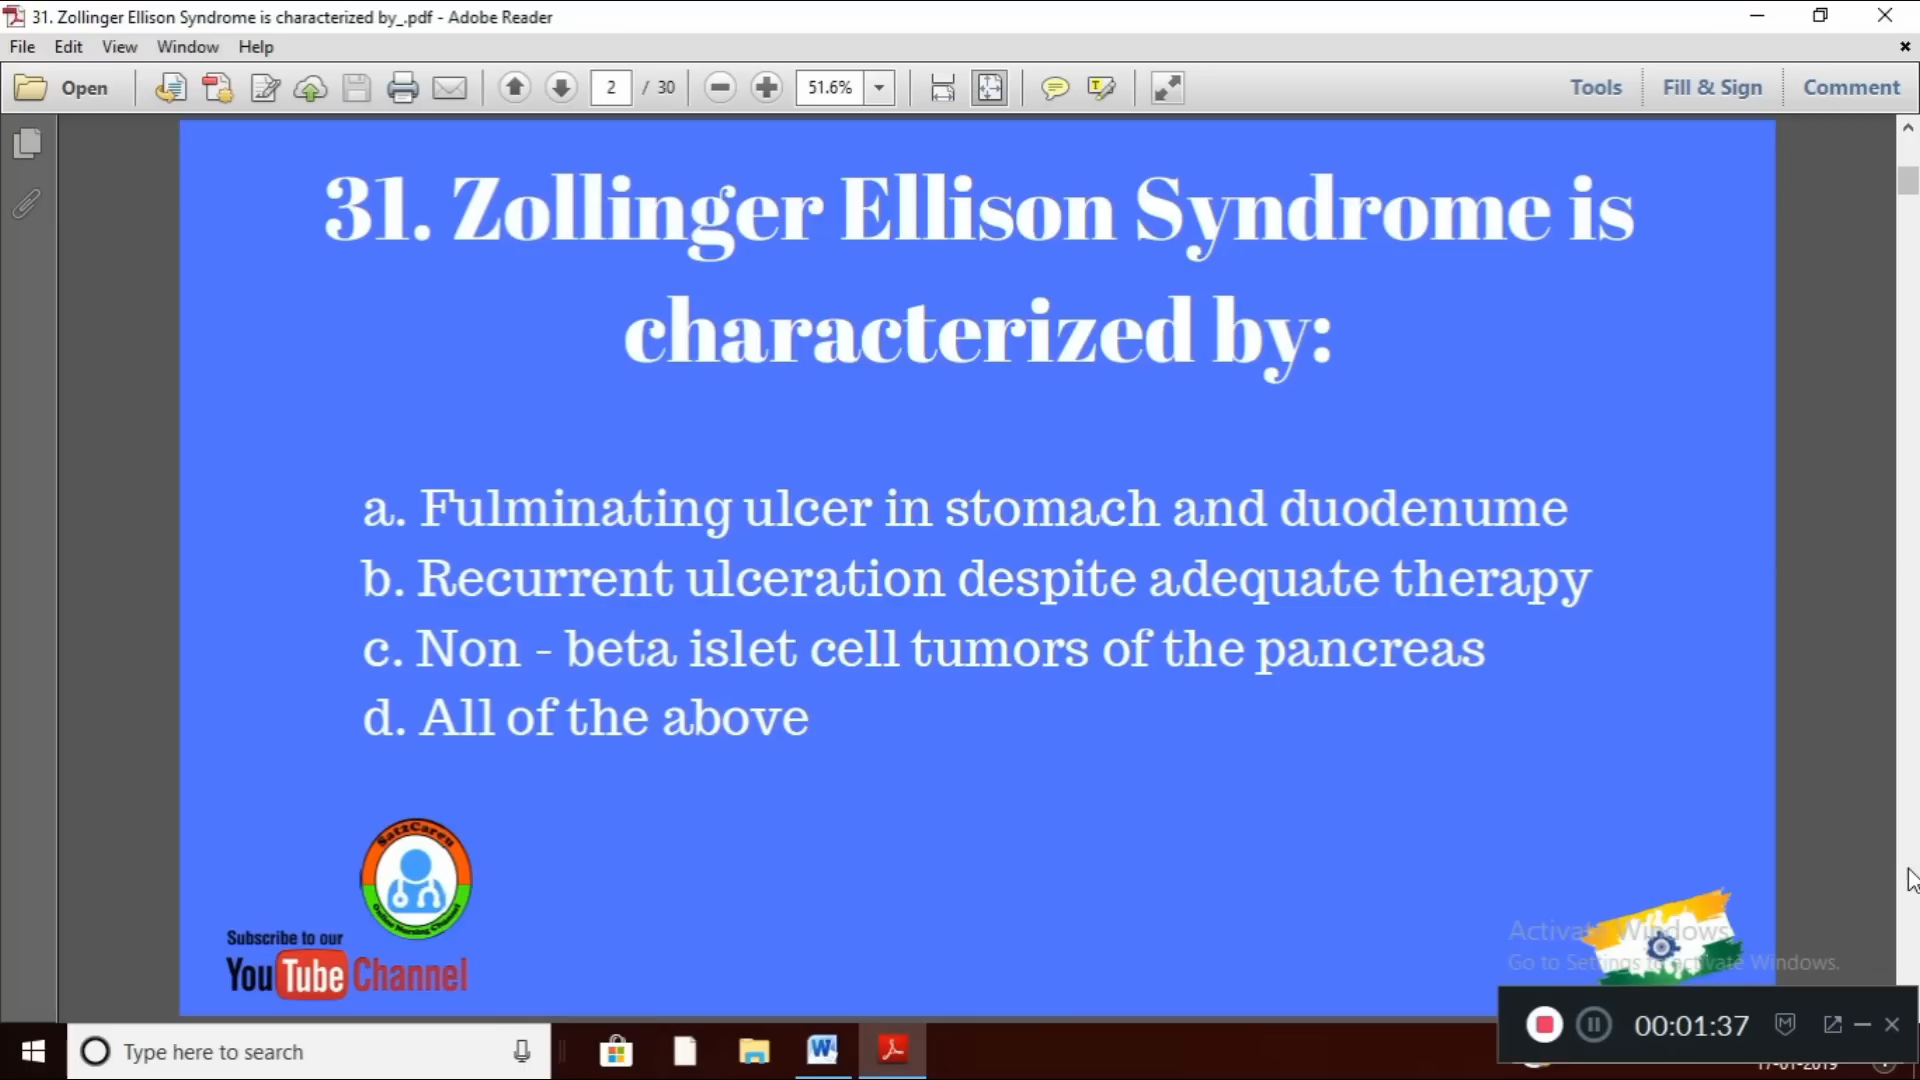 31. Zollinger Ellison Syndrome is characterized by_.pdf - Adobe Reader
File Edit View Window Help
Open 2 / 30 51.6% Tools Fill & Sign Comment
31. Zollinger Ellison Syndrome is
characterized by:
a. Fulminating ulcer in stomach and duodenume
b. Recurrent ulceration despite adequate therapy
c. Non - beta islet cell tumors of the pancreas
d. All of the above
Online Nursing Channel
Subscribe to our
YouTube Channel
Activate Windows
Go to Settings to activate Windows.
00:01:37
Type here to search
17-01-2019